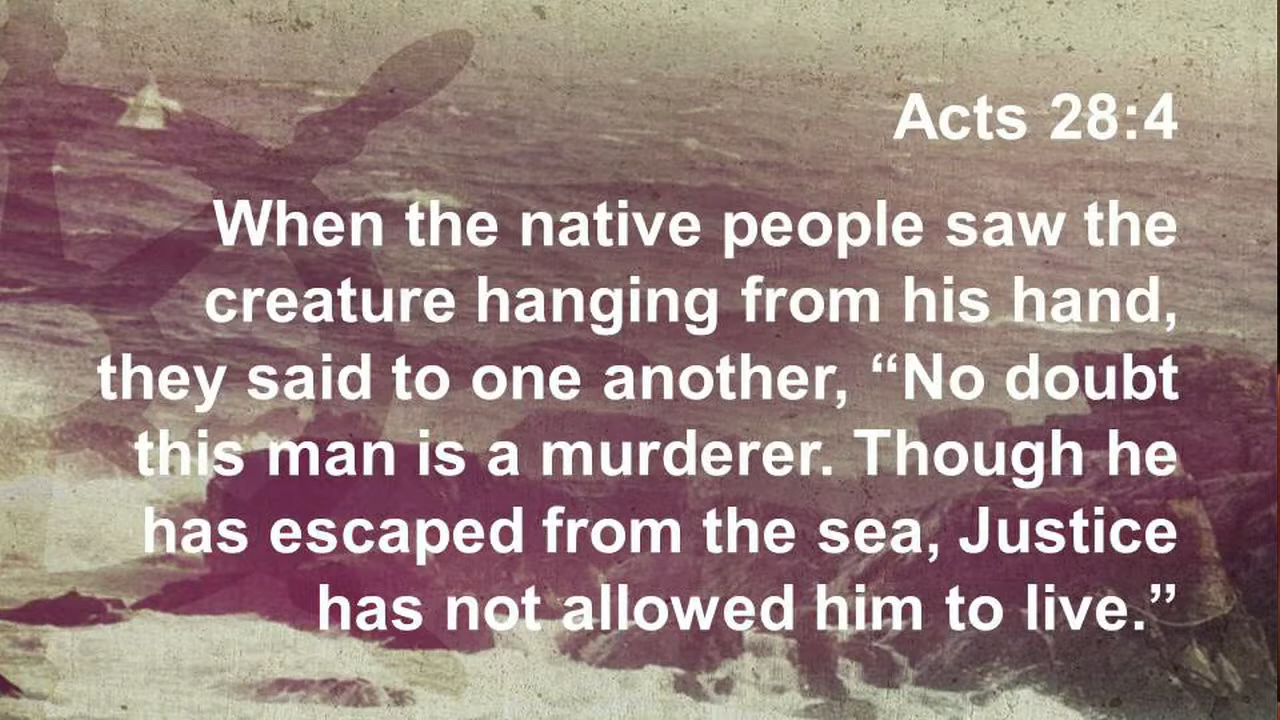 Acts 28:4
When the native people saw the
creature hanging from his hand,
they said to one another, “No doubt
this man is a murderer. Though he
has escaped from the sea, Justice
has not allowed him to live.”